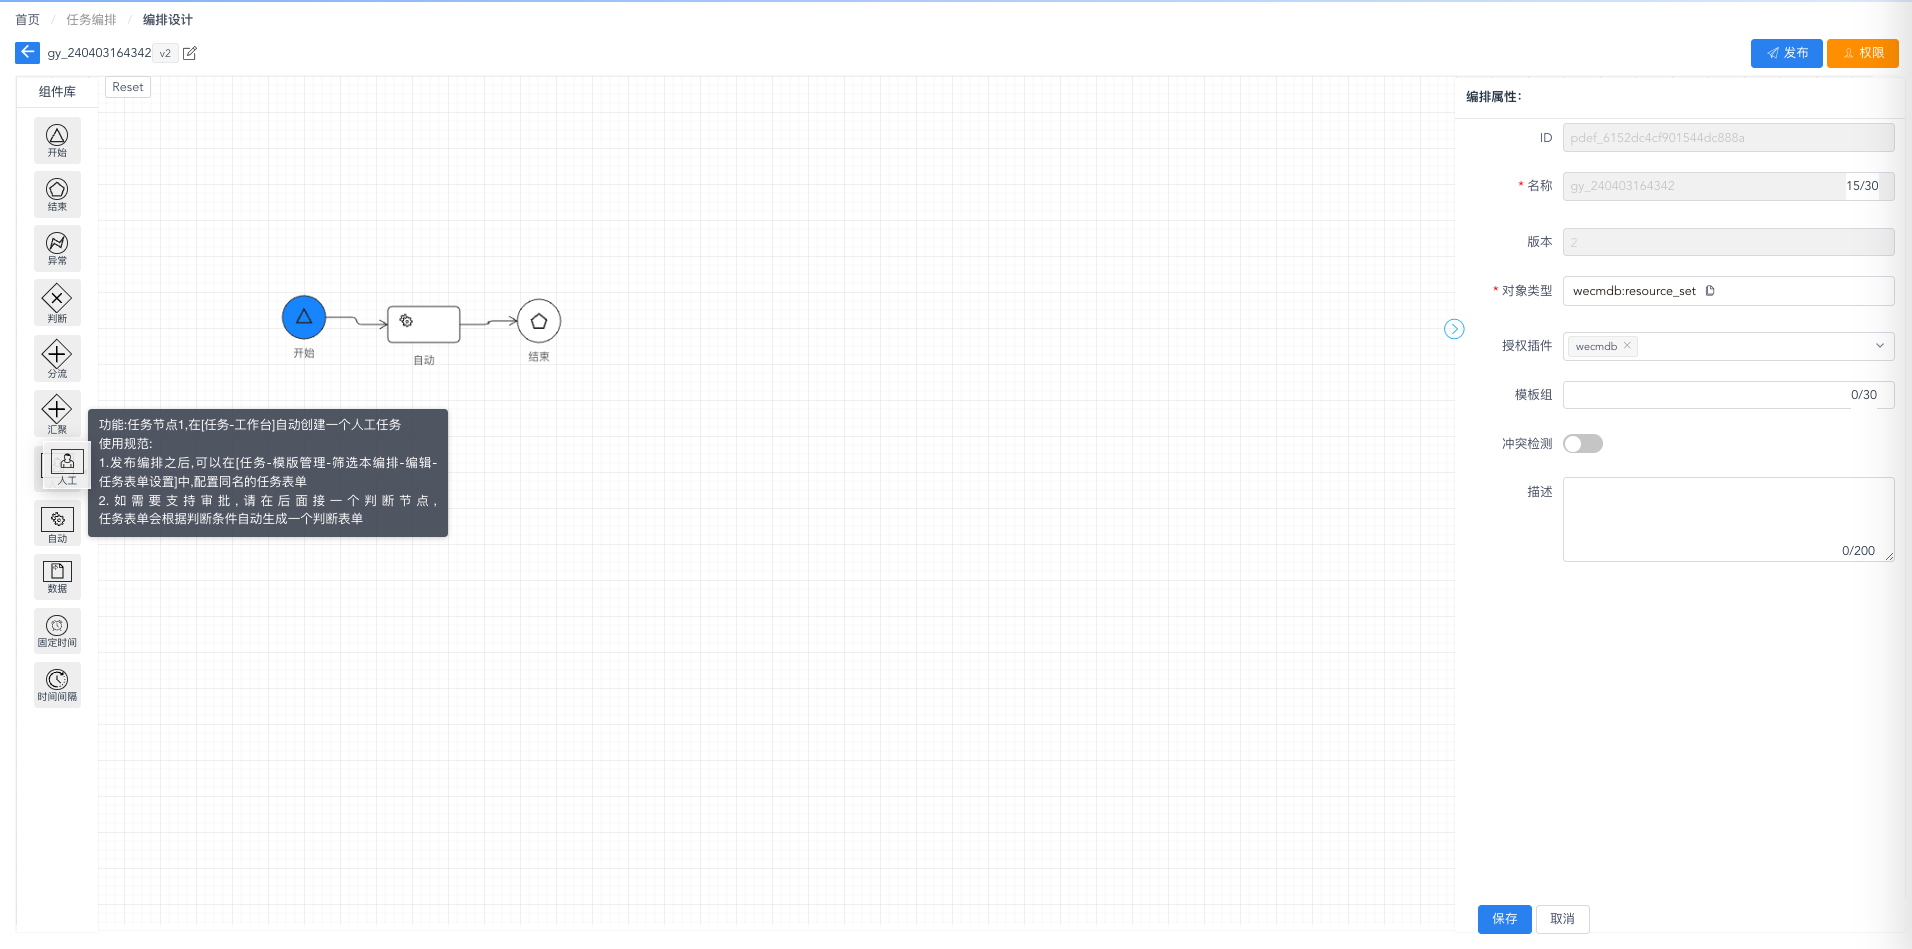 首页 / 任务编排 / 编排设计
gy_240403164342 v2
发布
权限
组件库
Reset
开始
结束
异常
判断
分流
汇聚
人工
自动
数据
固定时间
时间间隔
开始
自动
结束
功能:任务节点1,在[任务-工作台]自动创建一个人工任务
使用规范:
1.发布编排之后,可以在[任务-模版管理-筛选本编排-编辑-
任务表单设置]中,配置同名的任务表单
2.如需要支持审批,请在后面接一个判断节点,
任务表单会根据判断条件自动生成一个判断表单
编排属性:
ID pdef_6152dc4cf901544dc888a
* 名称 gy_240403164342 15/30
版本 2
* 对象类型 wecmdb:resource_set
授权插件 wecmdb
模板组 0/30
冲突检测
描述
0/200
保存 取消